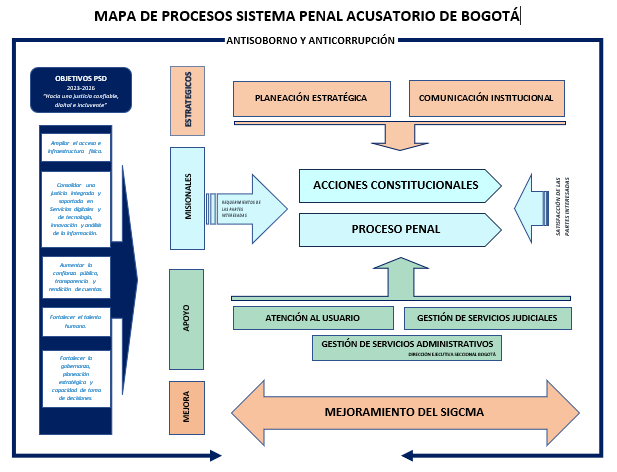 MAPA DE PROCESOS SISTEMA PENAL ACUSATORIO DE BOGOTÁ
ANTISOBORNO Y ANTICORRUPCIÓN
OBJETIVOS PSD
2023-2026
"Hacia una justicia confiable,
digital e incluyente"
Ampliar el acceso e
infraestructura física.
Consolidar una
justicia integrada y
soportada en
Servicios digitales y
de tecnología,
innovación y análisis
de la información.
Aumentar la
confianza pública,
transparencia y
rendición de cuentas.
Fortalecer el talento
humano.
Fortalecer la
gobernanza,
planeación
estratégica y
capacidad de toma
de decisiones.
ESTRATEGICOS
PLANEACIÓN ESTRATÉGICA
COMUNICACIÓN INSTITUCIONAL
MISIONALES
REQUERIMIENTOS DE
LAS PARTES
INTERESADAS
ACCIONES CONSTITUCIONALES
PROCESO PENAL
SATISFACCIÓN DE LAS
PARTES INTERESADAS
APOYO
ATENCIÓN AL USUARIO
GESTIÓN DE SERVICIOS JUDICIALES
GESTIÓN DE SERVICIOS ADMINISTRATIVOS
DIRECCIÓN EJECUTIVA SECCIONAL BOGOTÁ
MEJORA
MEJORAMIENTO DEL SIGCMA